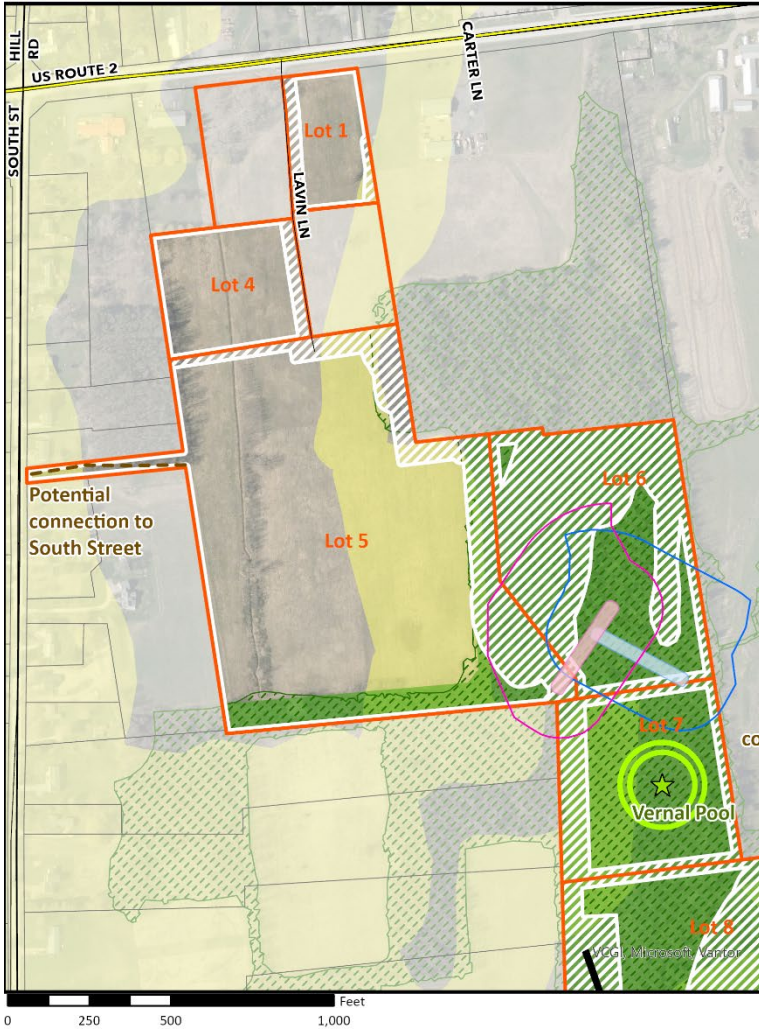 HILL
RD
SOUTH ST
US ROUTE 2
CARTER LN
Lot 1
LAVIN LN
Lot 4
Lot 6
Potential
connection to
South Street
Lot 5
Lot 7
co
Vernal Pool
Lot 8
VCGI, Microsoft, Vantor
Feet
0 250 500 1,000